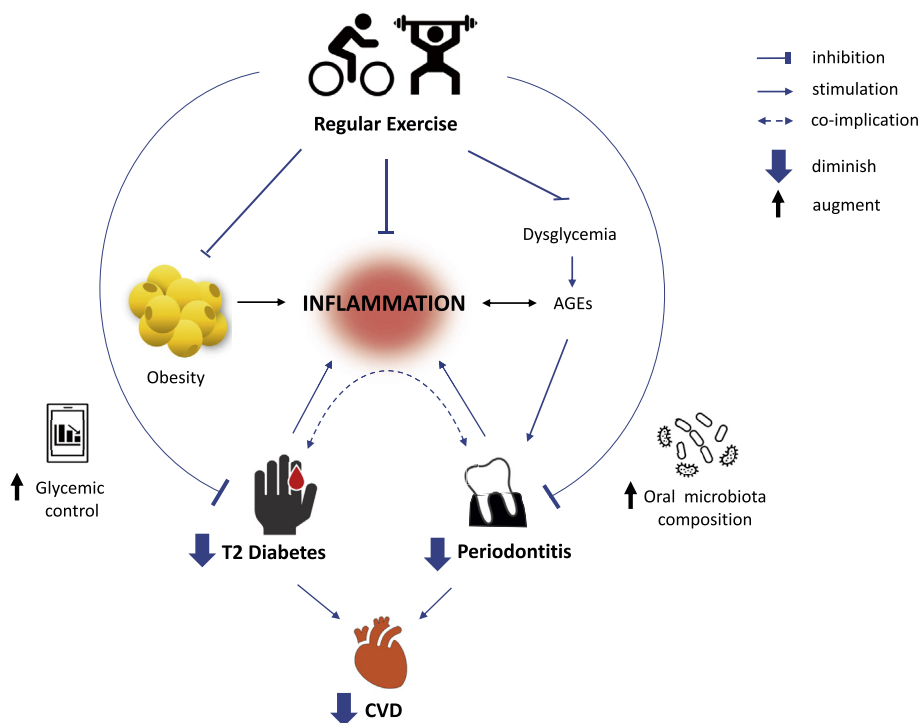 Regular Exercise
inhibition
stimulation
co-implication
diminish
augment
Dysglycemia
INFLAMMATION
AGEs
Obesity
Glycemic
control
Oral microbiota
composition
T2 Diabetes
Periodontitis
CVD